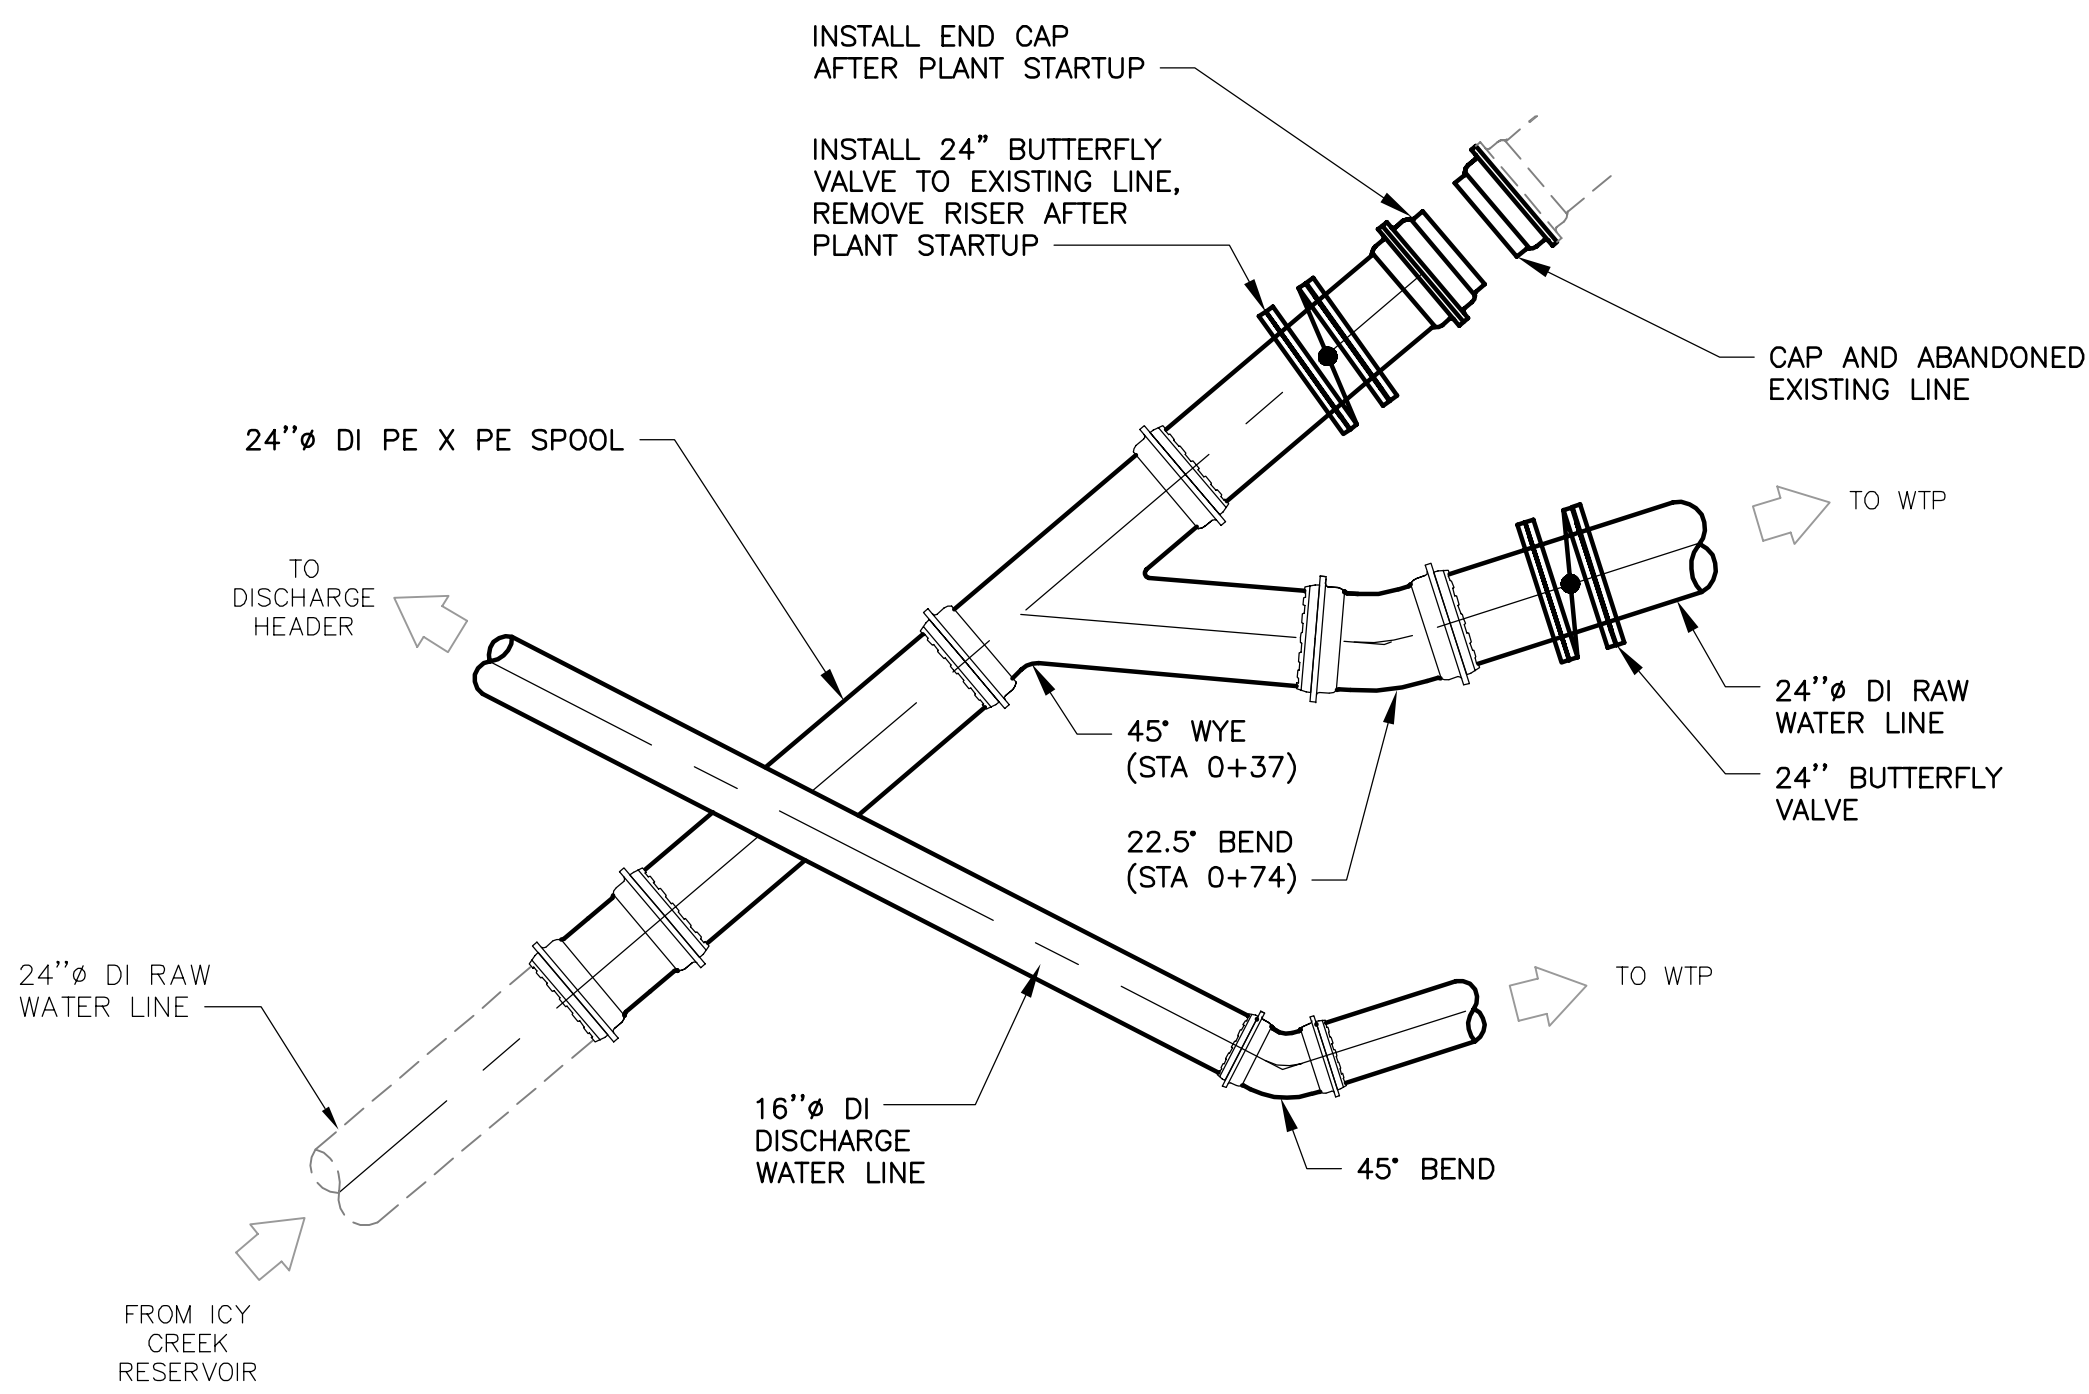 INSTALL END CAP
AFTER PLANT STARTUP
INSTALL 24" BUTTERFLY
VALVE TO EXISTING LINE,
REMOVE RISER AFTER
PLANT STARTUP
CAP AND ABANDONED
EXISTING LINE
24''ø DI PE X PE SPOOL
TO WTP
TO
DISCHARGE
HEADER
24''ø DI RAW
WATER LINE
45° WYE
(STA 0+37)
24'' BUTTERFLY
VALVE
22.5° BEND
(STA 0+74)
24''ø DI RAW
WATER LINE
TO WTP
16''ø DI
DISCHARGE
WATER LINE
45° BEND
FROM ICY
CREEK
RESERVOIR